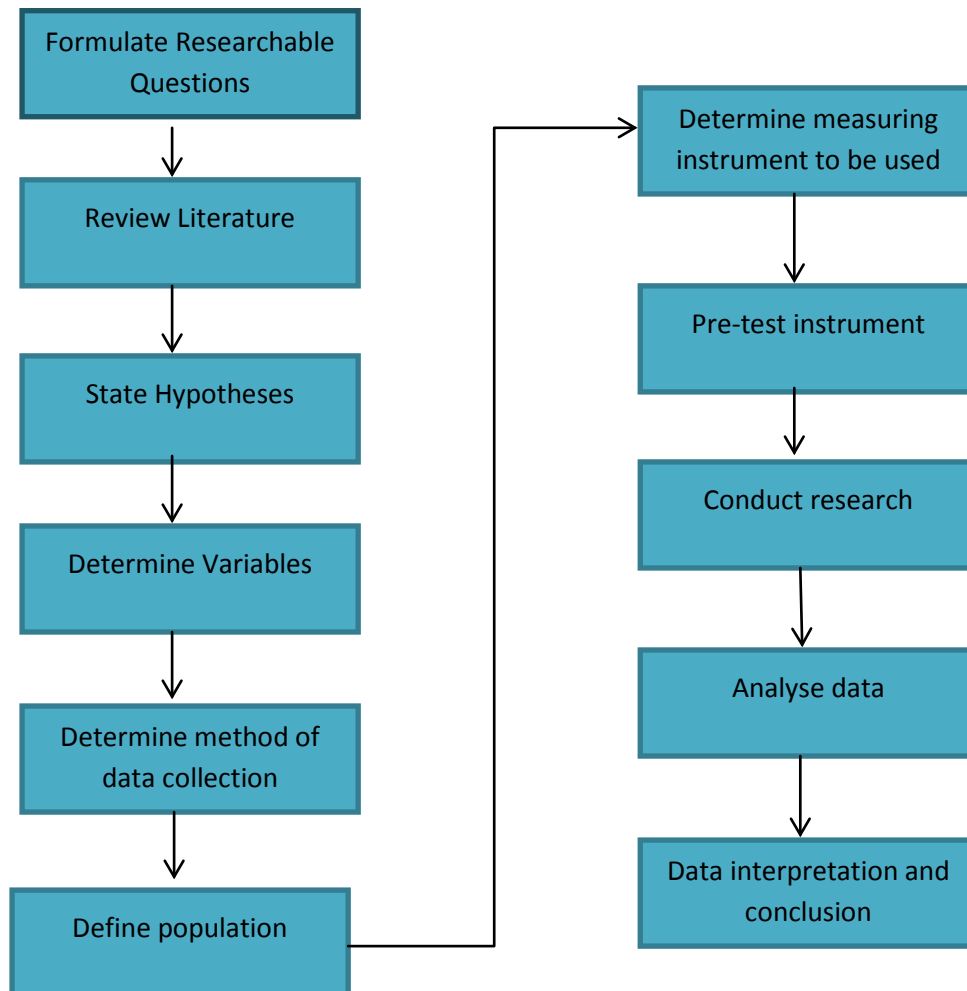 Formulate Researchable
Questions
Review Literature
State Hypotheses
Determine Variables
Determine method of
data collection
Define population
Determine measuring
instrument to be used
Pre-test instrument
Conduct research
Analyse data
Data interpretation and
conclusion